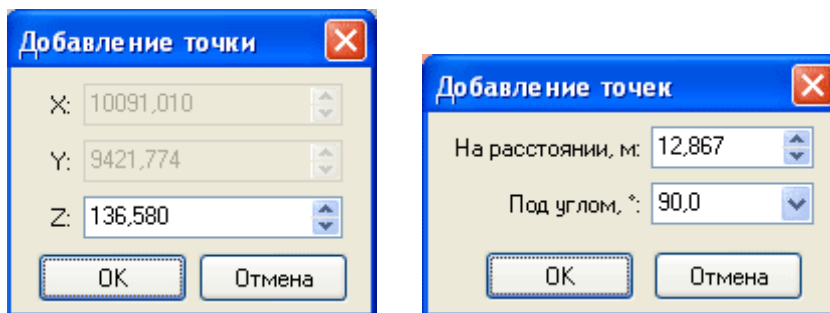 Добавление точки
X: 10091,010
Y: 9421,774
Z: 136,580
OK Отмена
Добавление точек
На расстоянии, м: 12,867
Под углом, °: 90,0
OK Отмена